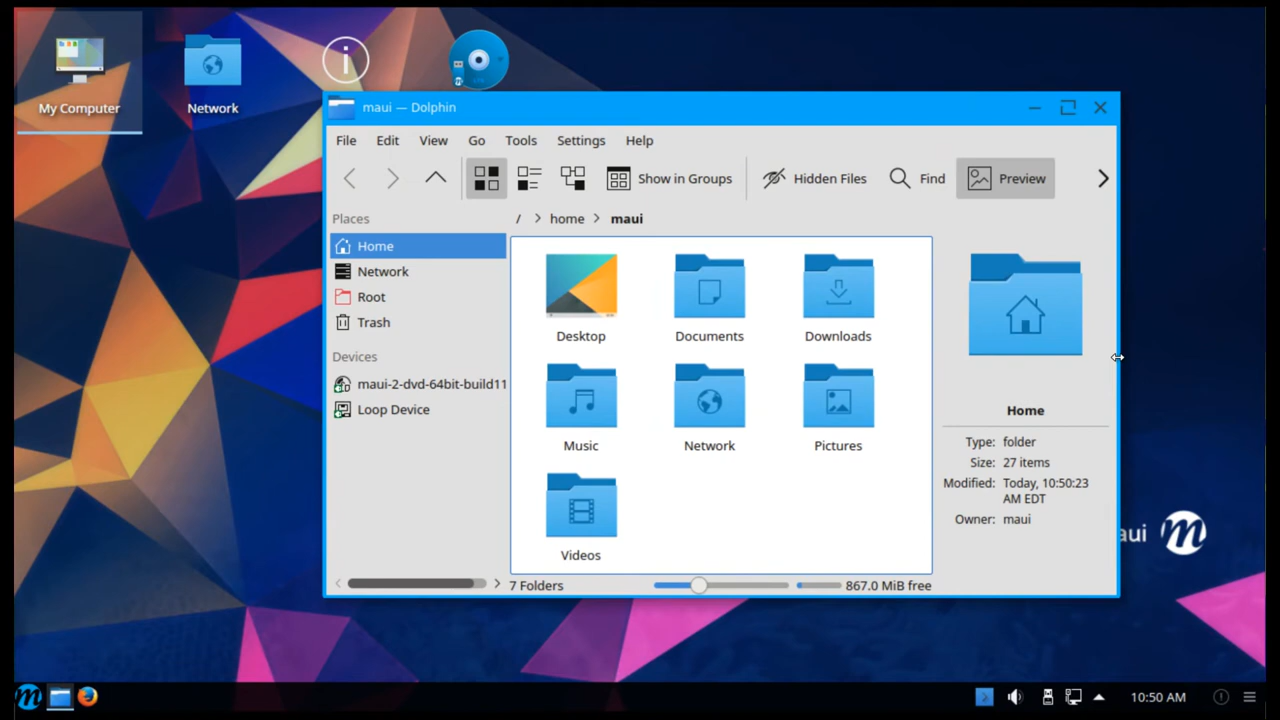 My Computer
Network
maui — Dolphin
File Edit View Go Tools Settings Help
Show in Groups Hidden Files Find Preview
Places
/ > home > maui
Home
Network
Root
Trash
Devices
maui-2-dvd-64bit-build11
Loop Device
Desktop Documents Downloads
Music Network Pictures
Videos
Home
Type: folder
Size: 27 items
Modified: Today, 10:50:23
AM EDT
Owner: maui
7 Folders 867.0 MiB free
aui m
10:50 AM